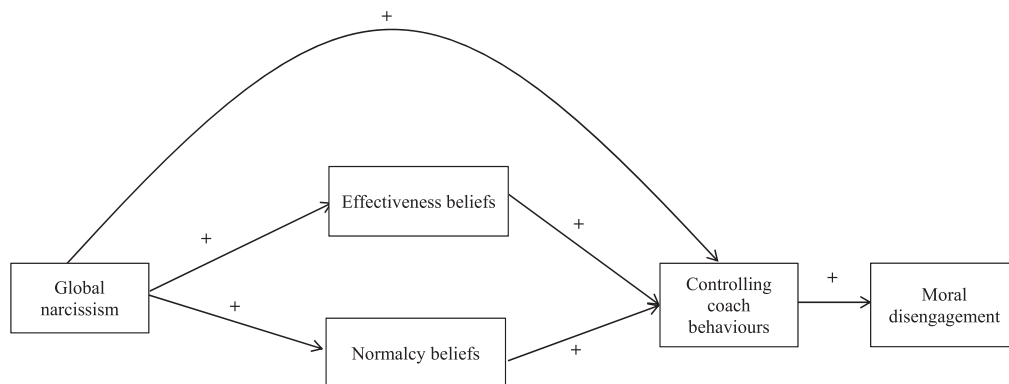 +
Effectiveness beliefs
+
+
Global
narcissism
+
Controlling
coach
behaviours
+
Moral
disengagement
Normalcy beliefs
+